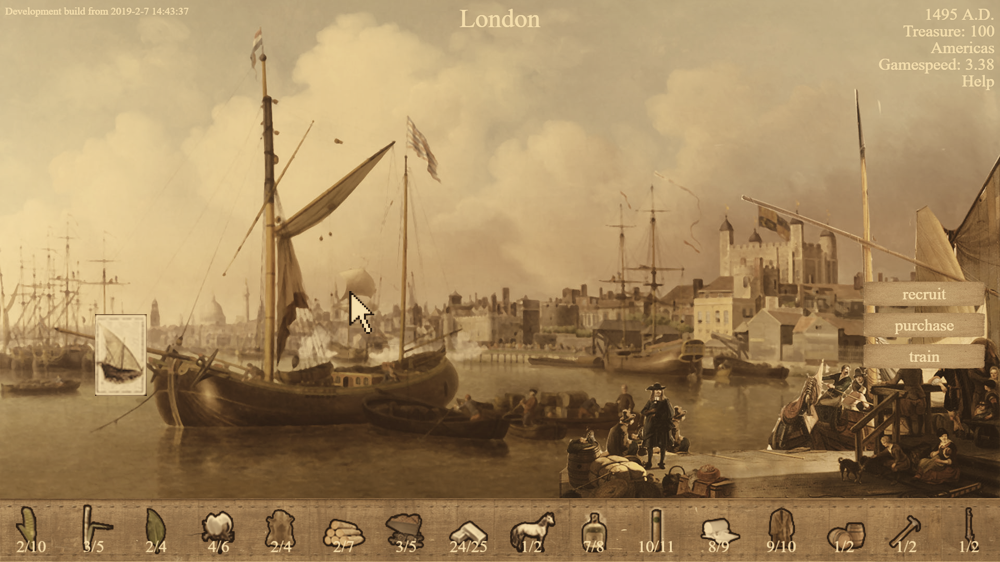 Development build from 2019-2-7 14:43:37
London
1495 A.D.
Treasure: 100
Americas
Gamespeed: 3.38
Help
recruit
purchase
train
2/10
3/5
2/4
4/6
2/4
2/7
3/5
24/25
1/2
7/8
10/11
8/9
9/10
1/2
1/2
1/2